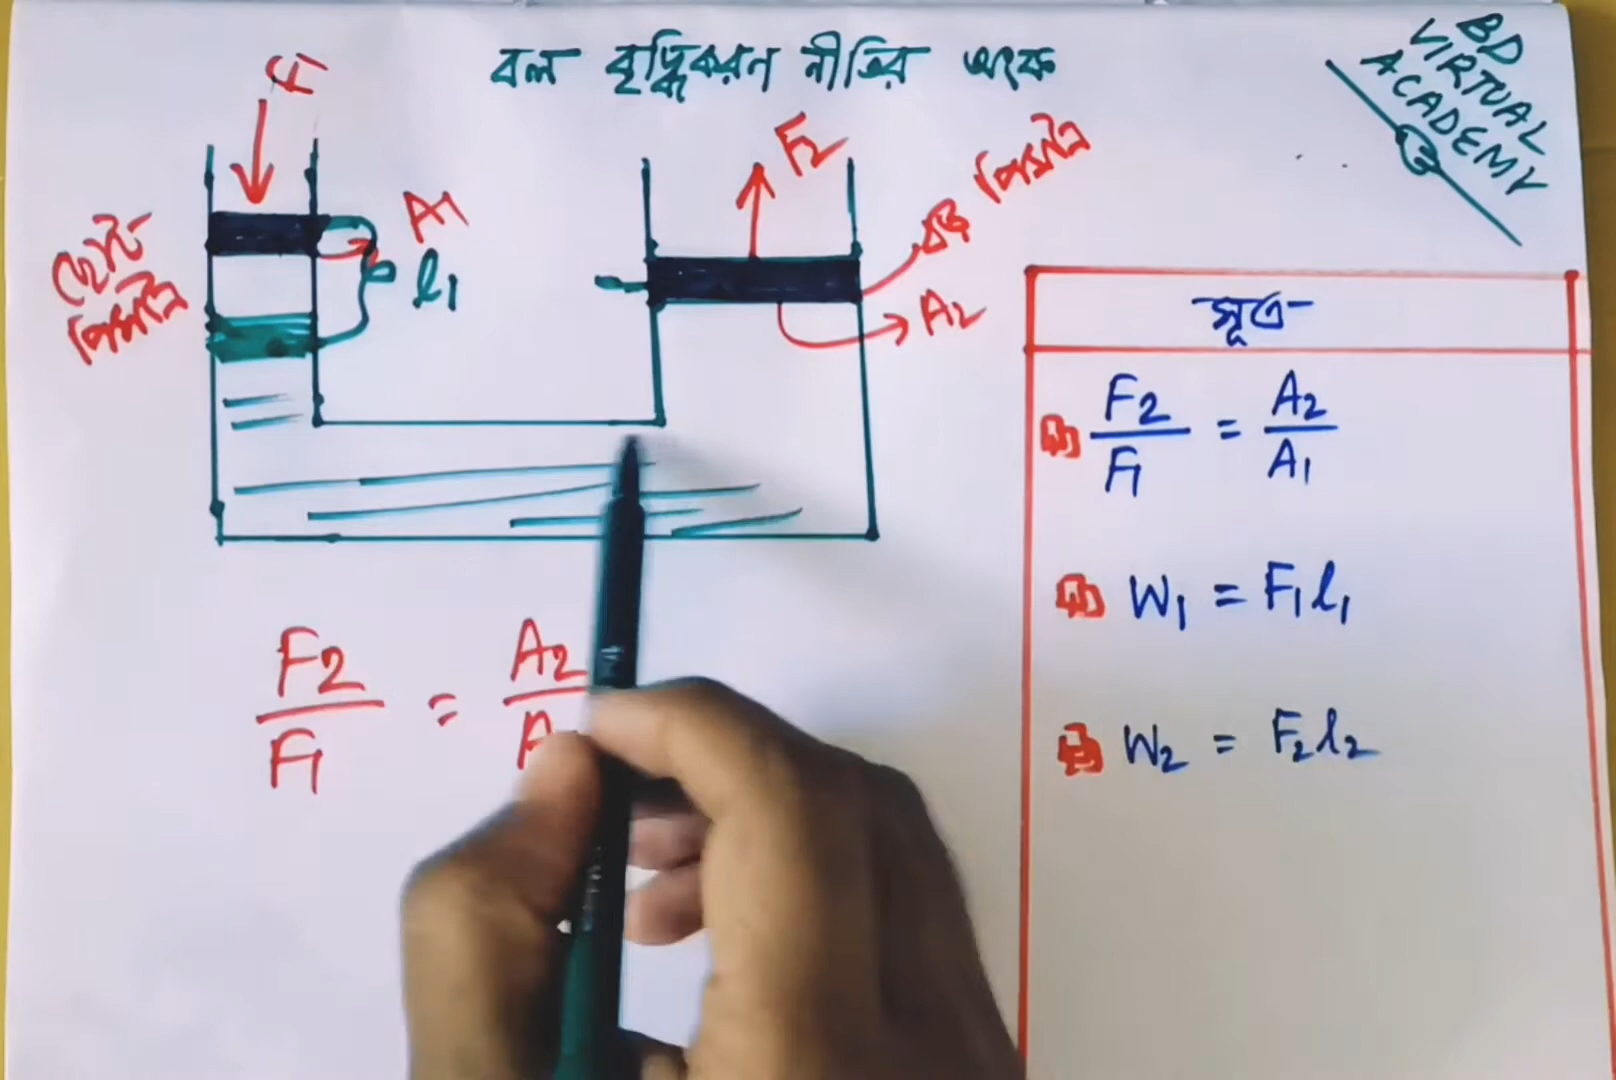 বল বৃদ্ধিকরণ নীতির অংক
BD
VIRTUAL
ACADEMY
F1
A1
l1
ছোট
পিস্টন
F2
বড় পিস্টন
A2
সূত্র
F2/F1 = A2/A1
W1 = F1l1
W2 = F2l2
F2/F1 = A2/A